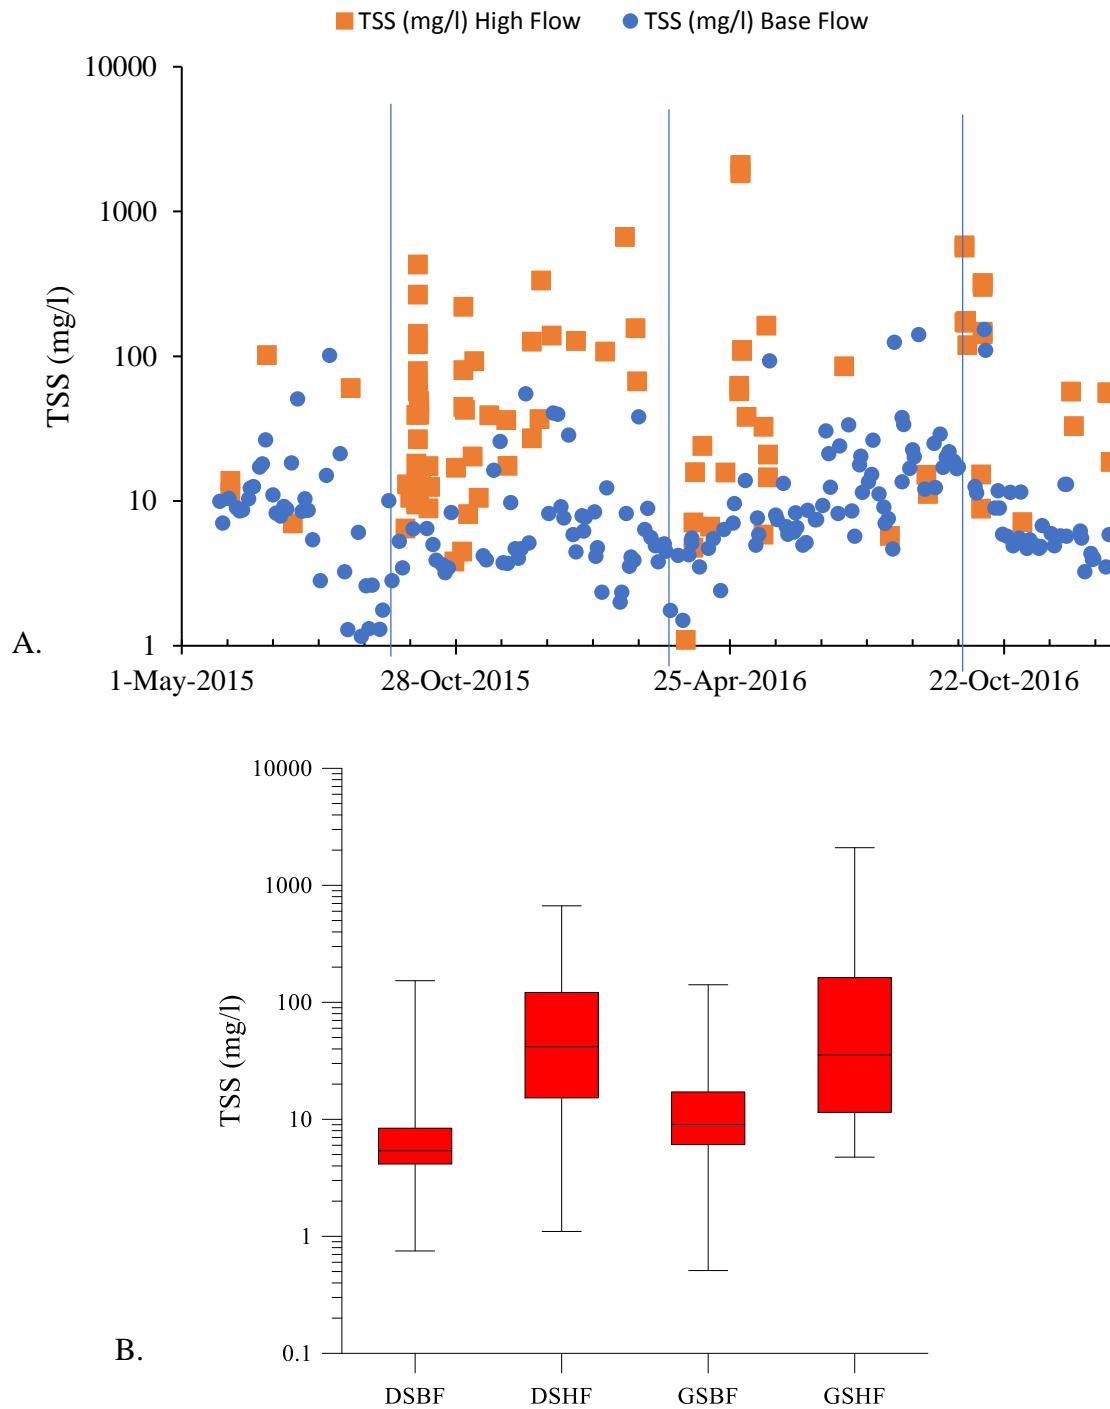 TSS (mg/l) High Flow TSS (mg/l) Base Flow
10000
1000
100
10
1
TSS (mg/l)
A.
1-May-2015 28-Oct-2015 25-Apr-2016 22-Oct-2016
10000
1000
100
10
1
0.1
TSS (mg/l)
B.
DSBF DSHF GSBF GSHF